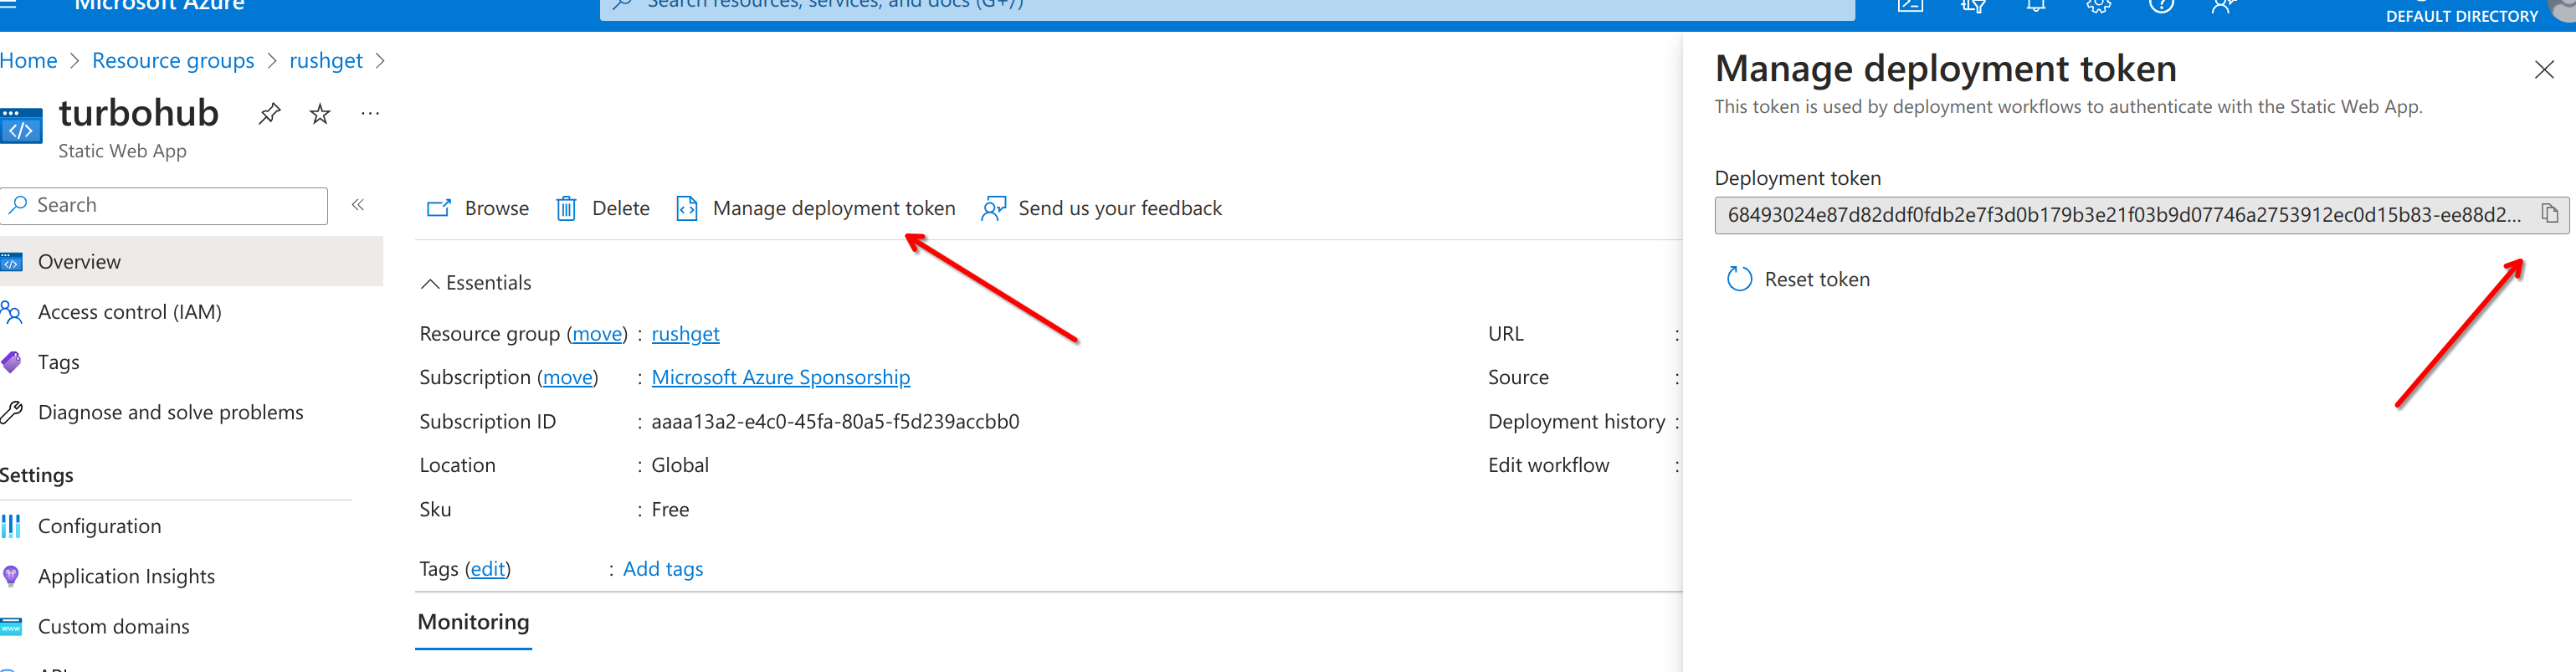 Microsoft Azure
Search resources, services, and docs (G+/)
DEFAULT DIRECTORY
Home > Resource groups > rushget >
turbohub
Static Web App
Search
Overview
Access control (IAM)
Tags
Diagnose and solve problems
Settings
Configuration
Application Insights
Custom domains
Browse
Delete
Manage deployment token
Send us your feedback
Essentials
Resource group (move) : rushget
Subscription (move) : Microsoft Azure Sponsorship
Subscription ID : aaaa13a2-e4c0-45fa-80a5-f5d239accbb0
Location : Global
Sku : Free
Tags (edit) : Add tags
URL :
Source :
Deployment history :
Edit workflow :
Monitoring
Manage deployment token
This token is used by deployment workflows to authenticate with the Static Web App.
Deployment token
68493024e87d82ddf0fdb2e7f3d0b179b3e21f03b9d07746a2753912ec0d15b83-ee88d2...
Reset token